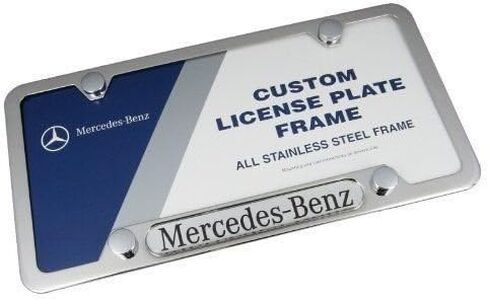 Mercedes-Benz
CUSTOM
LICENSE PLATE
FRAME
ALL STAINLESS STEEL FRAME
Mercedes-Benz